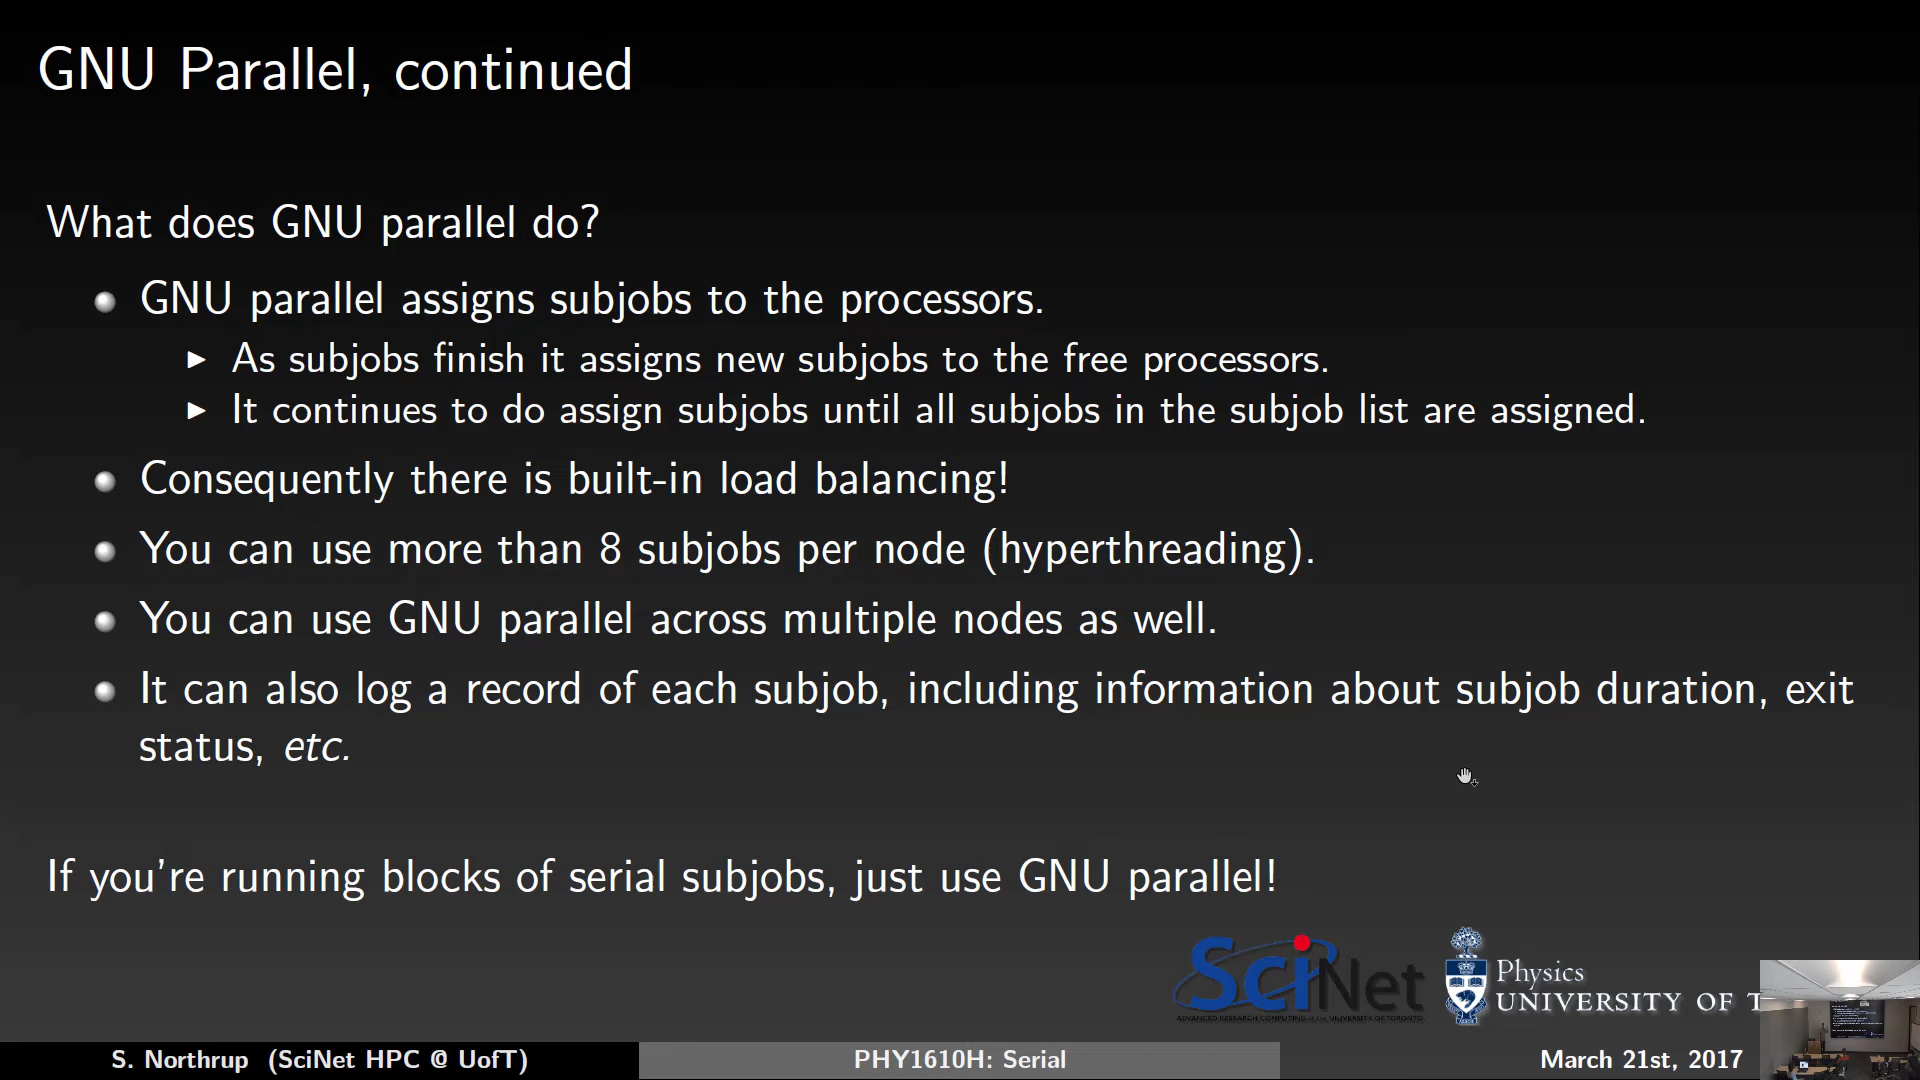 GNU Parallel, continued
What does GNU parallel do?
GNU parallel assigns subjobs to the processors.
As subjobs finish it assigns new subjobs to the free processors.
It continues to do assign subjobs until all subjobs in the subjob list are assigned.
Consequently there is built-in load balancing!
You can use more than 8 subjobs per node (hyperthreading).
You can use GNU parallel across multiple nodes as well.
It can also log a record of each subjob, including information about subjob duration, exit
status, etc.
If you're running blocks of serial subjobs, just use GNU parallel!
SciNet
ADVANCED RESEARCH COMPUTING at the UNIVERSITY OF TORONTO
Physics
UNIVERSITY OF T
S. Northrup (SciNet HPC @ UofT)
PHY1610H: Serial
March 21st, 2017